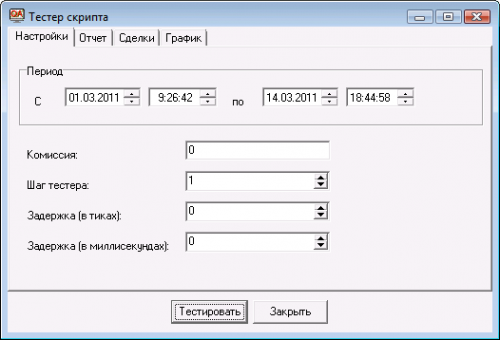 Тестер скрипта
Настройки Отчет Сделки График
Период
С 01.03.2011 9:26:42 по 14.03.2011 18:44:58
Комиссия: 0
Шаг тестера: 1
Задержка (в тиках): 0
Задержка (в миллисекундах): 0
Тестировать Закрыть